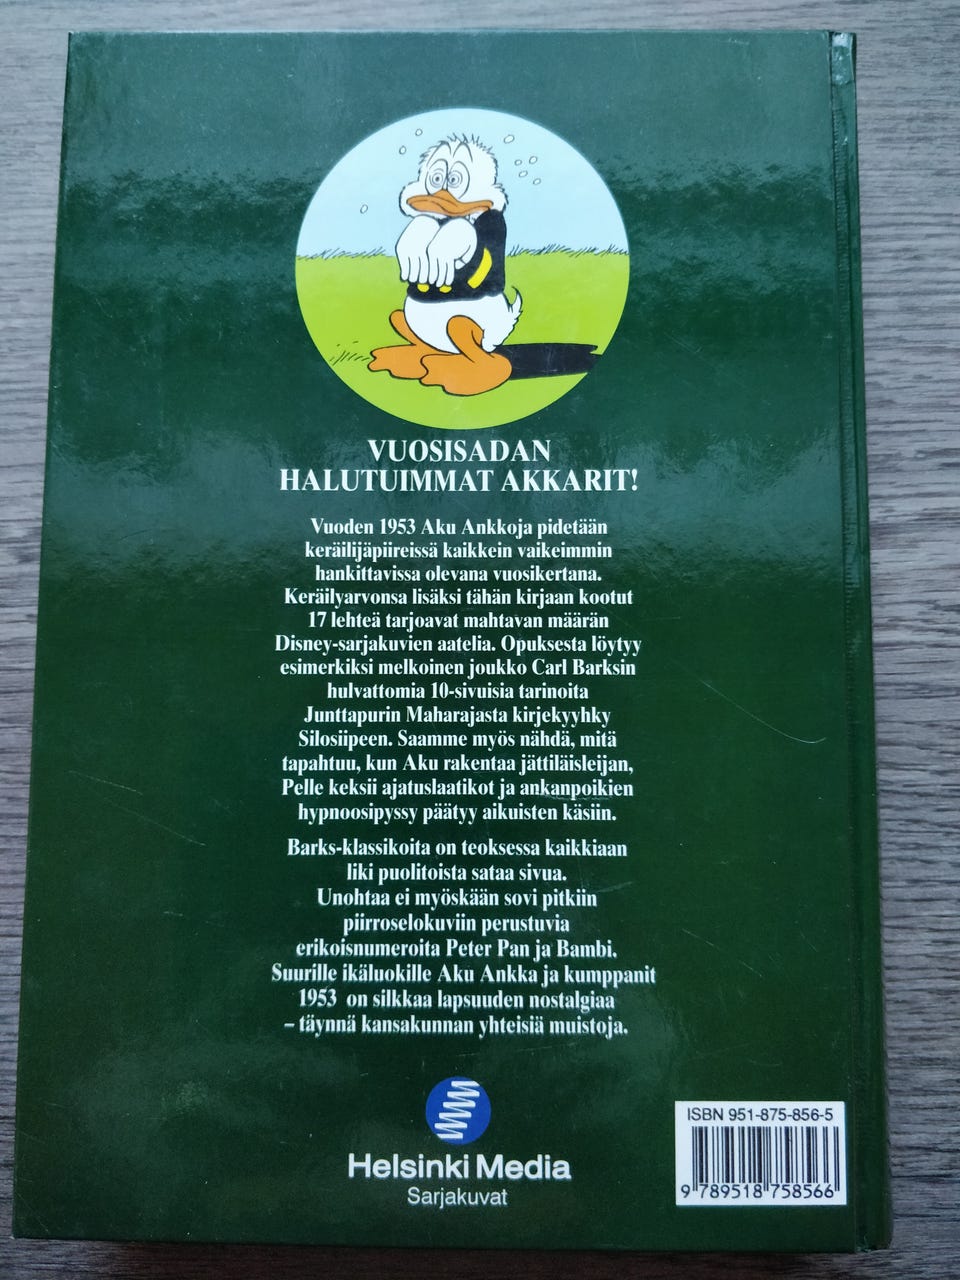 VUOSISADAN
HALUTUIMMAT AKKARIT!
Vuoden 1953 Aku Ankkoja pidetään
keräilijäpiireissä kaikkein vaikeimmin
hankittavissa olevana vuosikertana.
Keräilyarvonsa lisäksi tähän kirjaan kootut
17 lehteä tarjoavat mahtavan määrän
Disney-sarjakuvien aatelia. Opuksesta löytyy
esimerkiksi melkoinen joukko Carl Barksin
hulvattomia 10-sivuisia tarinoita
Junttapurin Maharajasta kirjekyyhky
Silosiipeen. Saamme myös nähdä, mitä
tapahtuu, kun Aku rakentaa jättiläisleijan,
Pelle keksii ajatuslaatikot ja ankanpoikien
hypnoosipyssy päätyy aikuisten käsiin.
Barks-klassikoita on teoksessa kaikkiaan
liki puolitoista sataa sivua.
Unohtaa ei myöskään sovi pitkiin
piirroselokuviin perustuvia
erikoisnumeroita Peter Pan ja Bambi.
Suurille ikäluokille Aku Ankka ja kumppanit
1953 on silkkaa lapsuuden nostalgiaa
– täynnä kansakunnan yhteisiä muistoja.
Helsinki Media
Sarjakuvat
ISBN 951-875-856-5
9 789518 758566